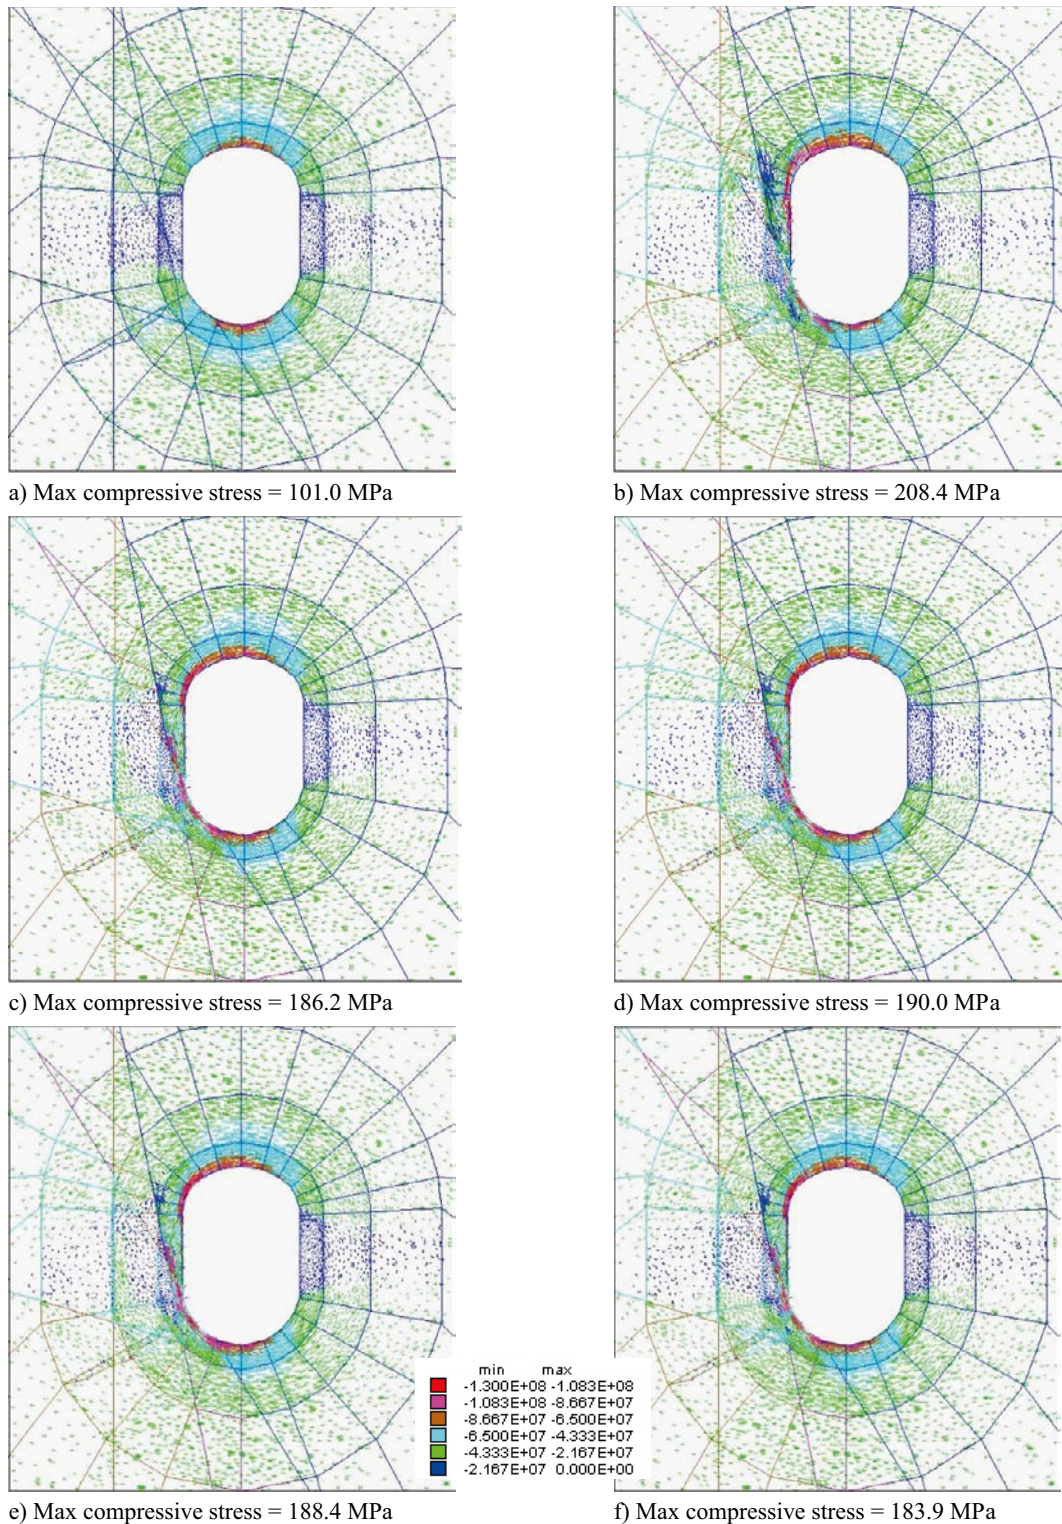 a) Max compressive stress = 101.0 MPa
b) Max compressive stress = 208.4 MPa
c) Max compressive stress = 186.2 MPa
d) Max compressive stress = 190.0 MPa
min max
-1.300E+08 -1.083E+08
-1.083E+08 -8.667E+07
-8.667E+07 -6.500E+07
-6.500E+07 -4.333E+07
-4.333E+07 -2.167E+07
-2.167E+07 0.000E+00
e) Max compressive stress = 188.4 MPa
f) Max compressive stress = 183.9 MPa